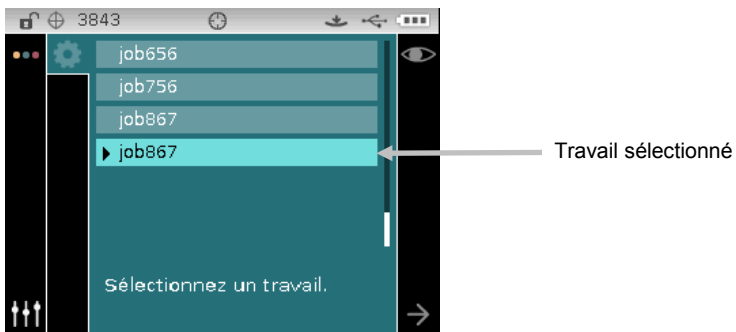 3843
job656
job756
job867
job867
Travail sélectionné
Sélectionnez un travail.